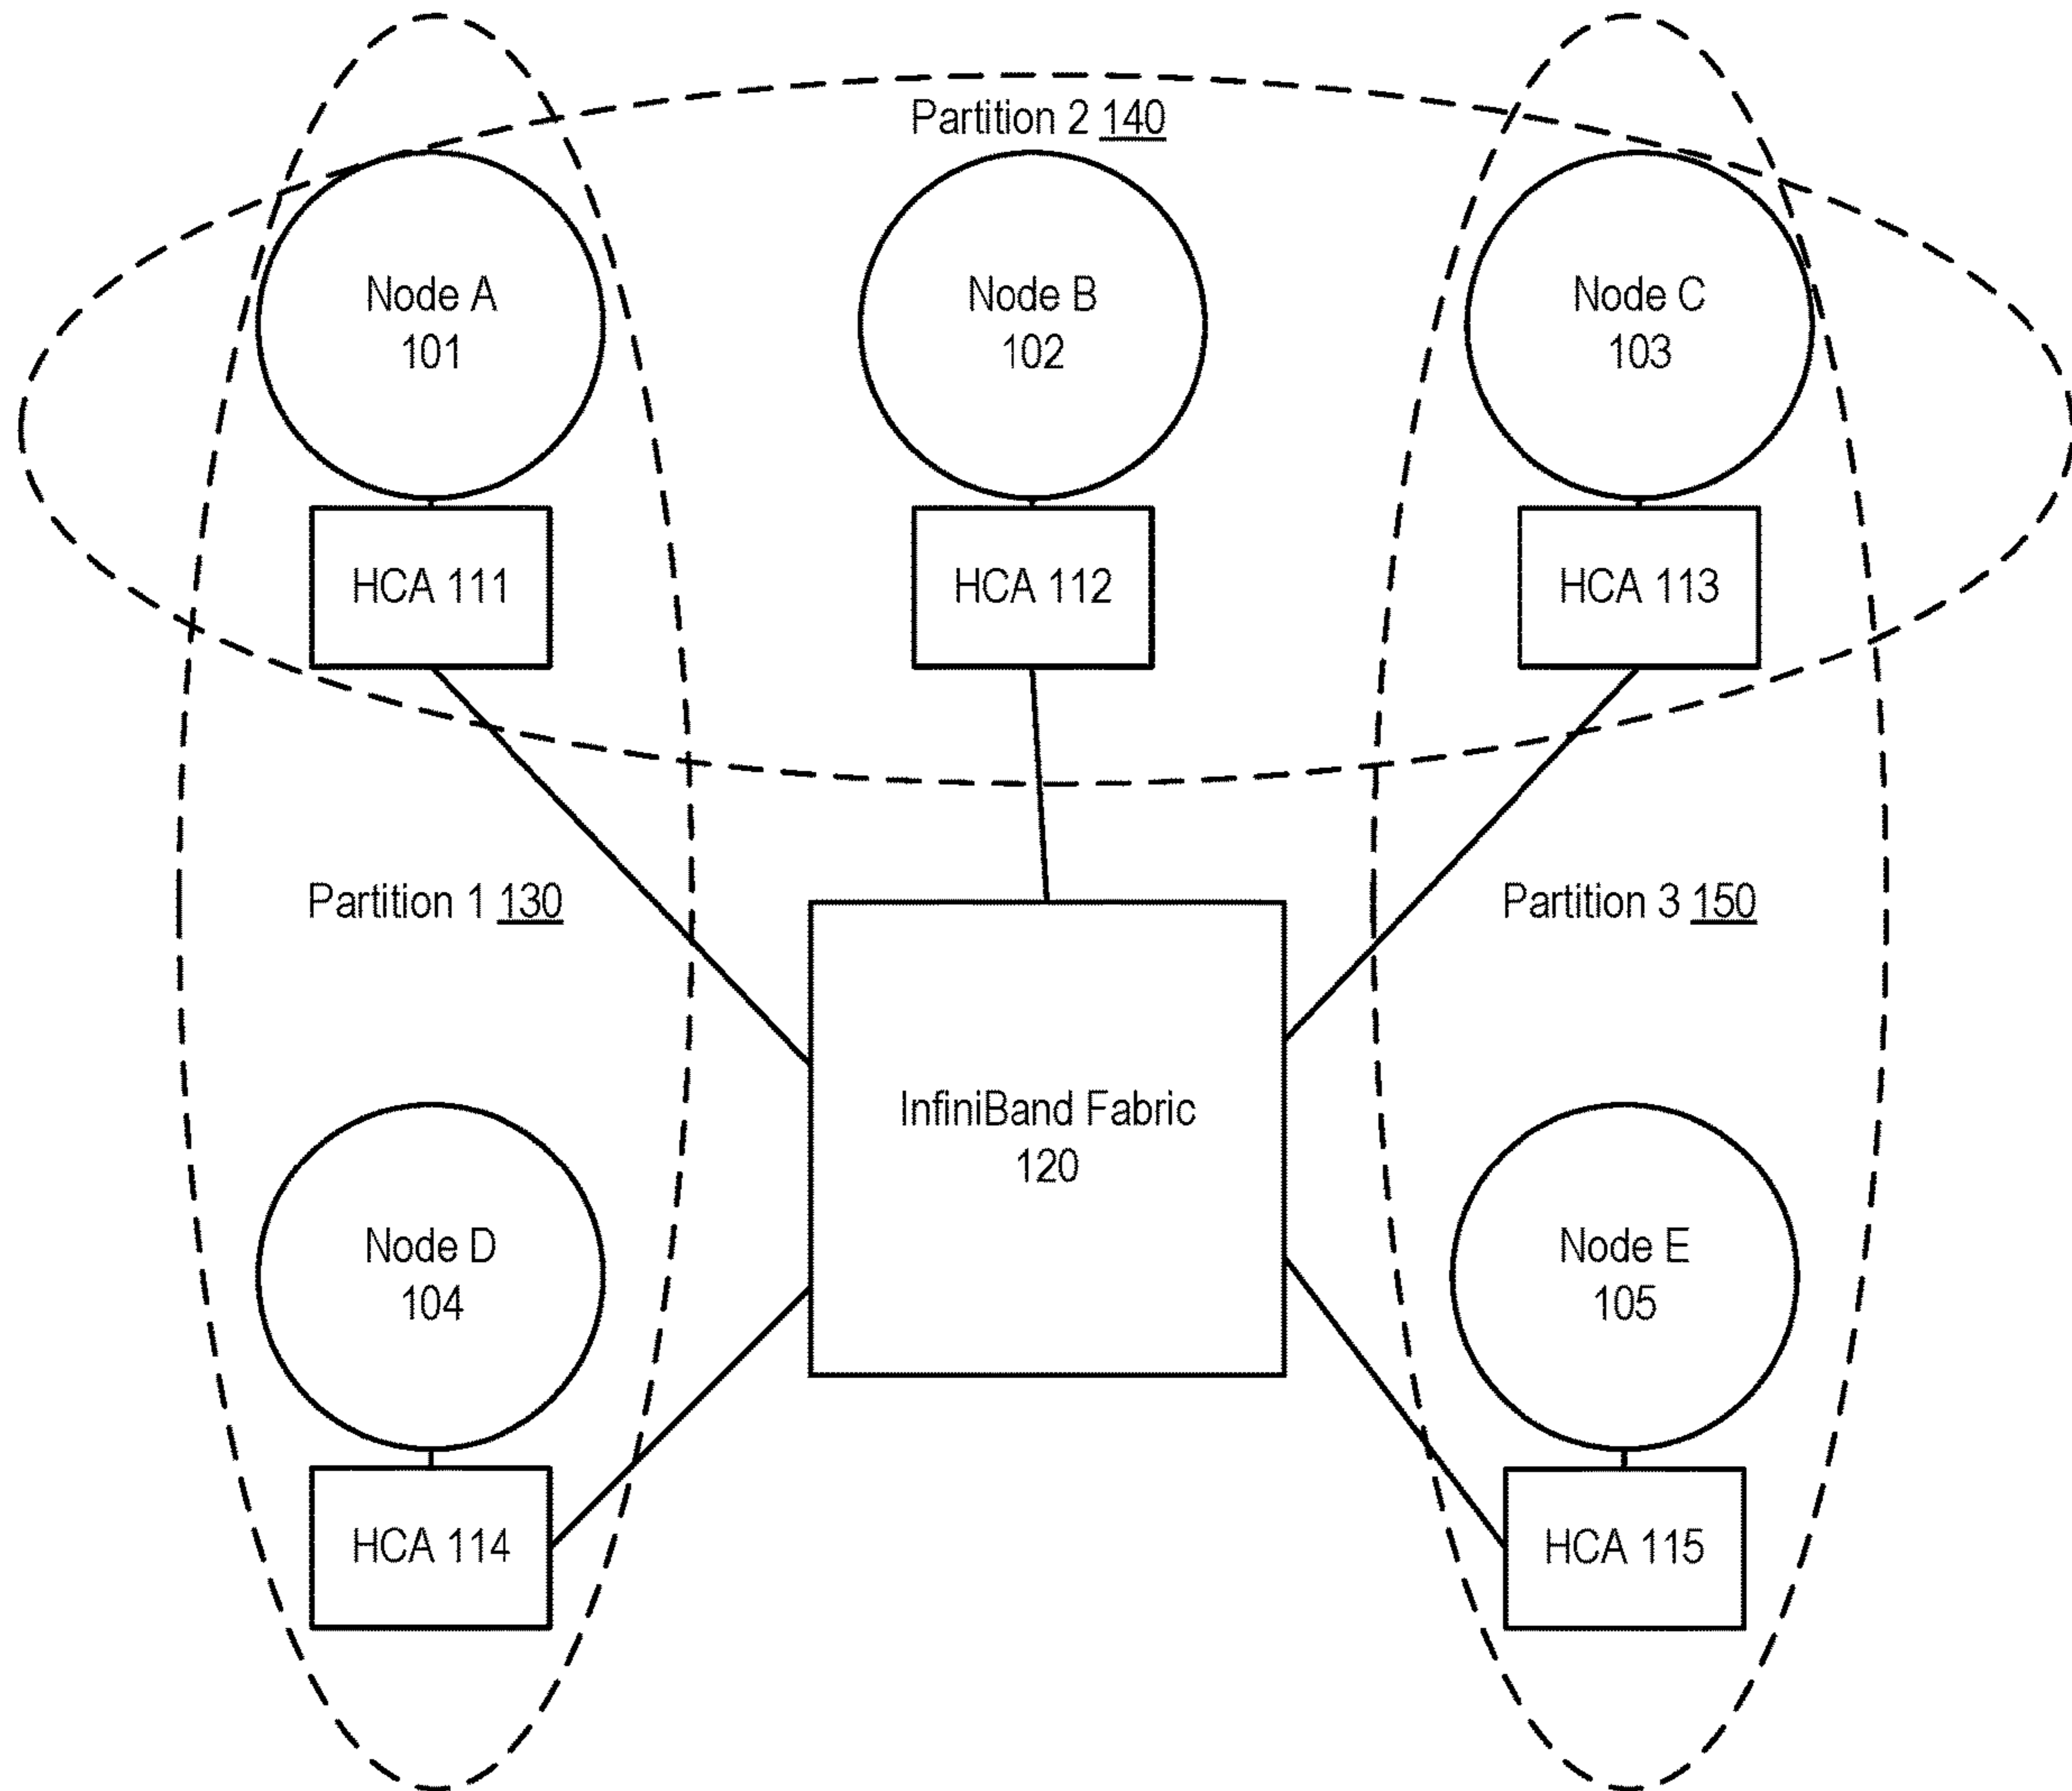 Partition 2 140
Node A
101
Node B
102
Node C
103
HCA 111
HCA 112
HCA 113
Partition 1 130
Partition 3 150
InfiniBand Fabric
120
Node D
104
Node E
105
HCA 114
HCA 115